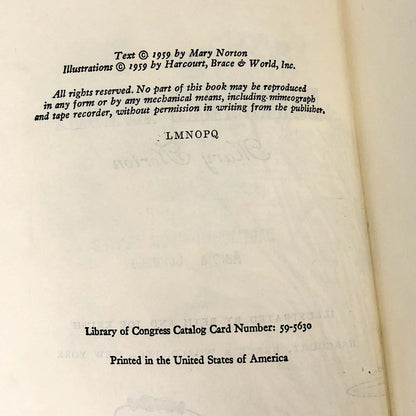 Text © 1959 by Mary Norton
Illustrations © 1959 by Harcourt, Brace & World, Inc.
All rights reserved. No part of this book may be reproduced
in any form or by any mechanical means, including mimeograph
and tape recorder, without permission in writing from the publisher.
LMNOPQ
Library of Congress Catalog Card Number: 59-5630
Printed in the United States of America